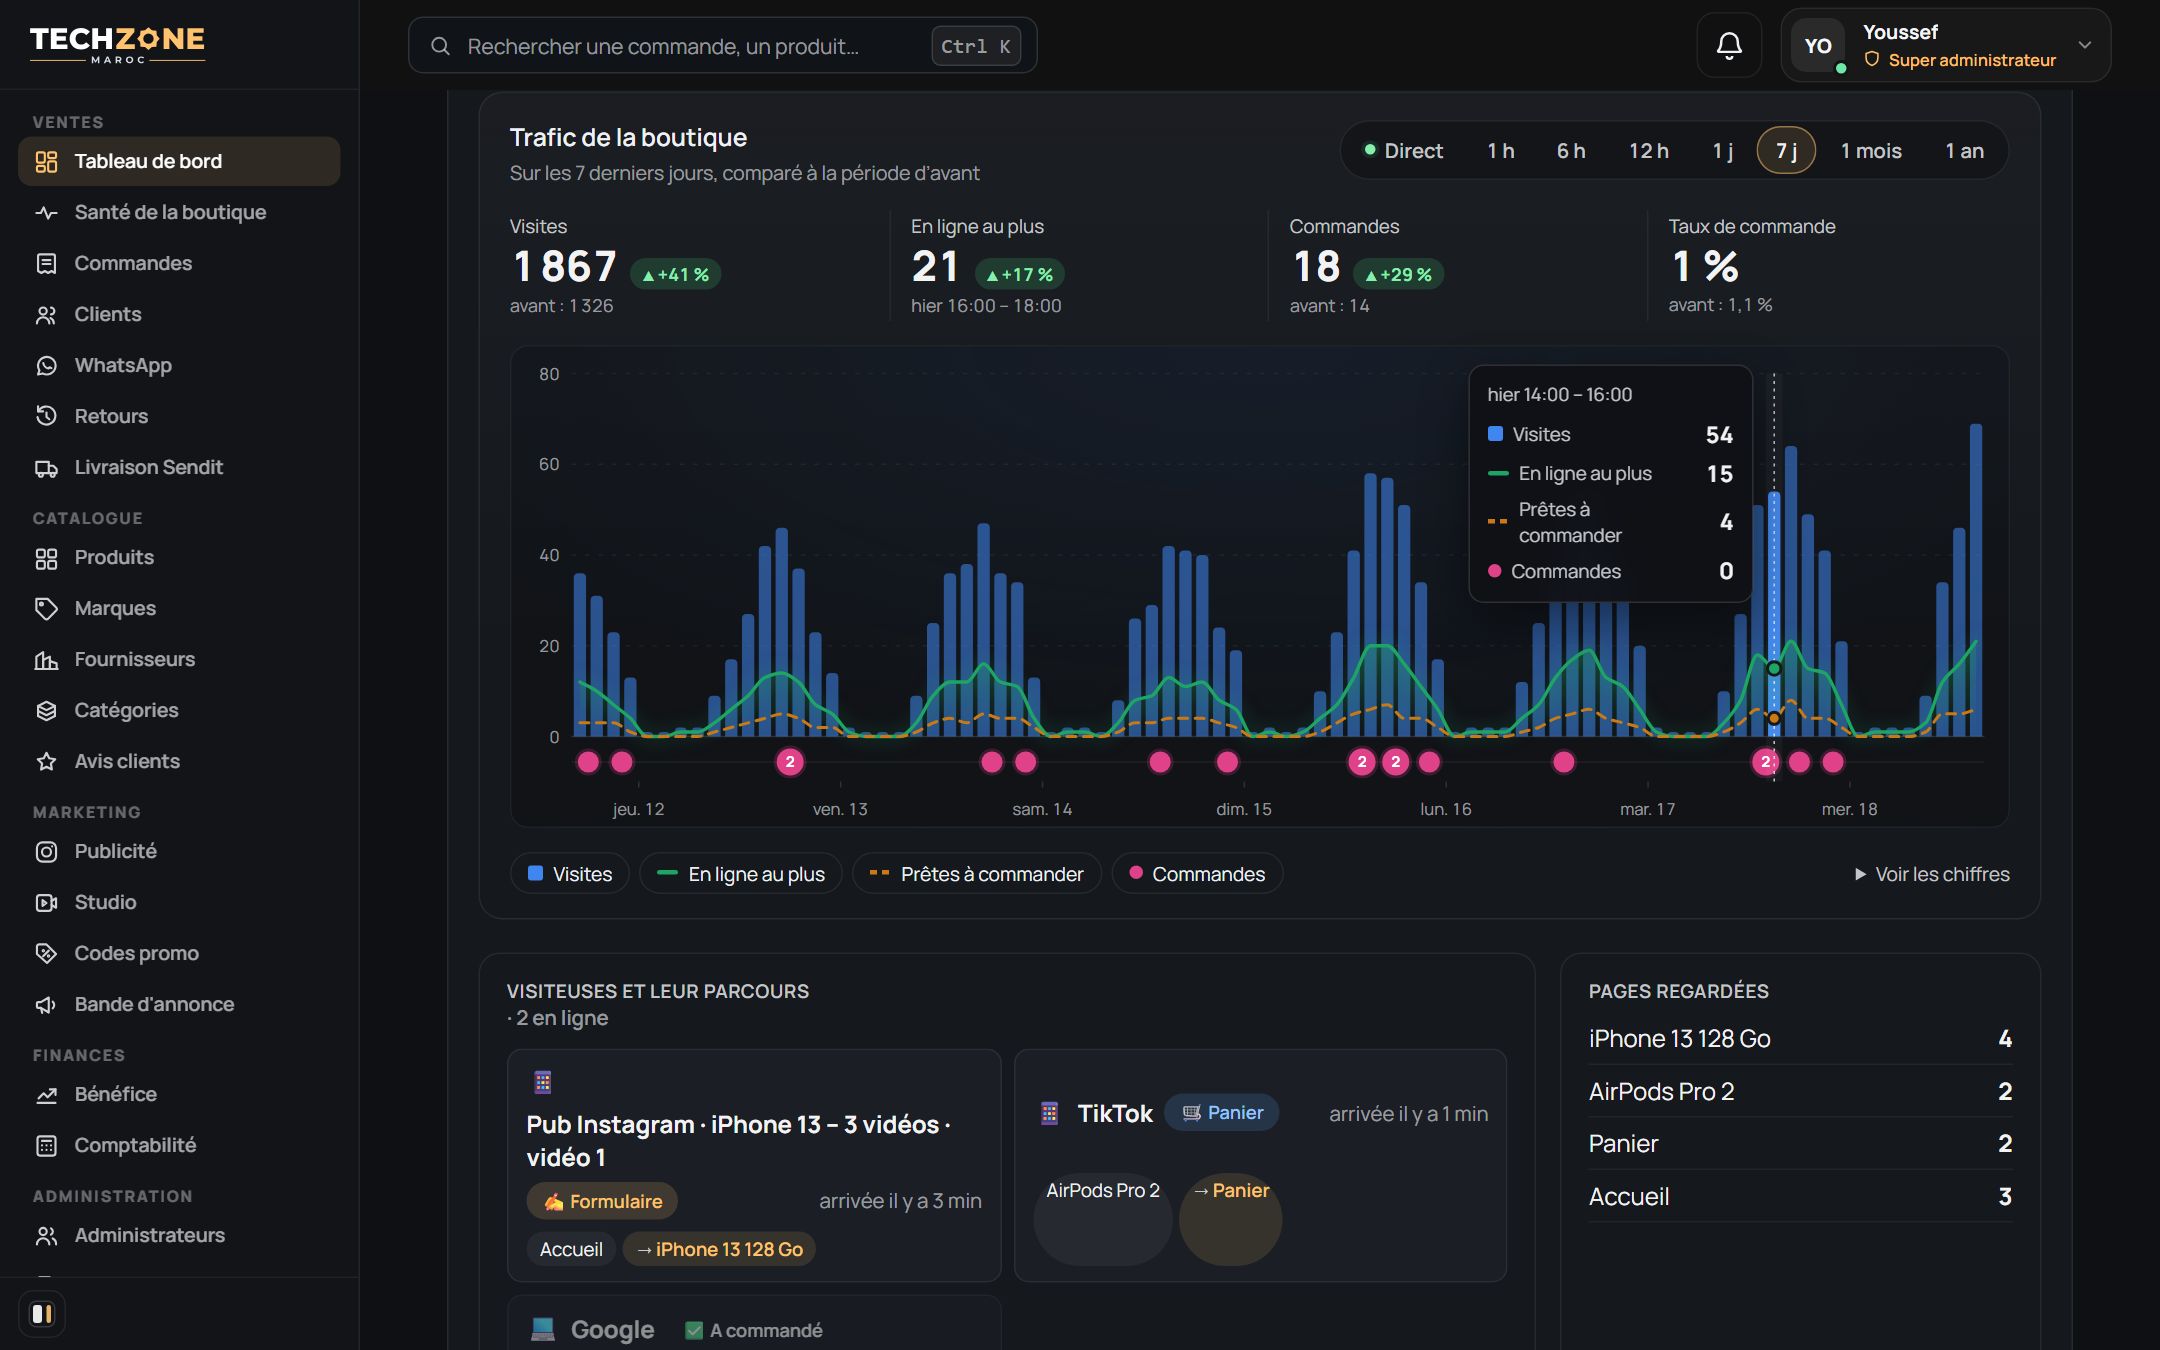 TECHZONE
MAROC
Rechercher une commande, un produit...
Ctrl K
YO
Youssef
Super administrateur
VENTES
Tableau de bord
Santé de la boutique
Commandes
Clients
WhatsApp
Retours
Livraison Sendit
CATALOGUE
Produits
Marques
Fournisseurs
Catégories
Avis clients
MARKETING
Publicité
Studio
Codes promo
Bande d'annonce
FINANCES
Bénéfice
Comptabilité
ADMINISTRATION
Administrateurs
Trafic de la boutique
Sur les 7 derniers jours, comparé à la période d'avant
Direct 1 h 6 h 12 h 1 j 7 j 1 mois 1 an
Visites
1 867 ▲+41 %
avant : 1 326
En ligne au plus
21 ▲+17 %
hier 16:00 – 18:00
Commandes
18 ▲+29 %
avant : 14
Taux de commande
1 %
avant : 1,1 %
80
60
40
20
0
hier 14:00 – 16:00
Visites 54
En ligne au plus 15
Prêtes à
commander 4
Commandes 0
2 2 2 2
jeu. 12 ven. 13 sam. 14 dim. 15 lun. 16 mar. 17 mer. 18
Visites En ligne au plus Prêtes à commander Commandes
▶ Voir les chiffres
VISITEUSES ET LEUR PARCOURS
· 2 en ligne
Pub Instagram · iPhone 13 – 3 vidéos ·
vidéo 1
Formulaire arrivée il y a 3 min
Accueil → iPhone 13 128 Go
TikTok Panier arrivée il y a 1 min
AirPods Pro 2 → Panier
Google A commandé
PAGES REGARDÉES
iPhone 13 128 Go 4
AirPods Pro 2 2
Panier 2
Accueil 3